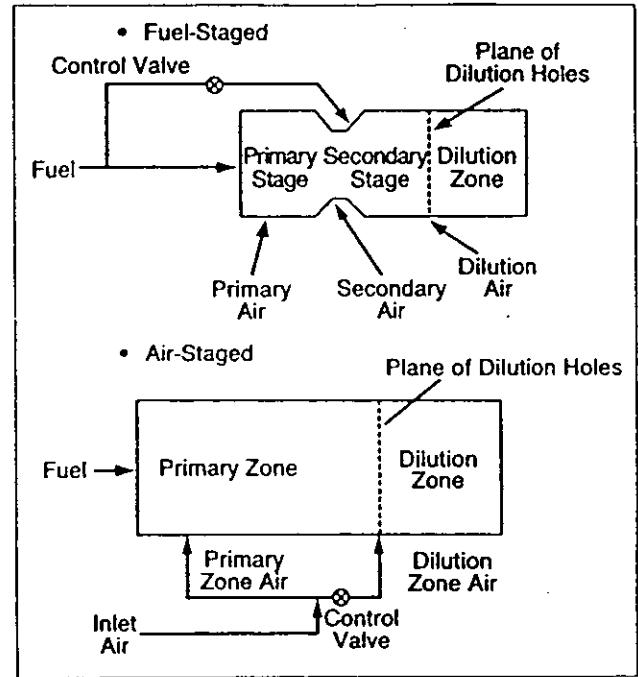 • Fuel-Staged
Control Valve
Plane of
Dilution Holes
Fuel
Primary
Stage
Secondary
Stage
Dilution
Zone
Primary
Air
Secondary
Air
Dilution
Air
• Air-Staged
Plane of Dilution Holes
Fuel
Primary Zone
Dilution
Zone
Primary
Zone Air
Dilution
Zone Air
Inlet
Air
Control
Valve